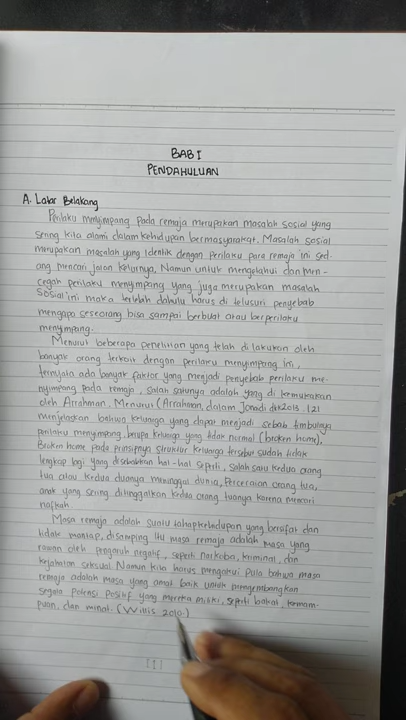 BAB I
PENDAHULUAN
A. Latar Belakang
Perilaku menyimpang pada remaja merupakan masalah sosial yang
sering kita alami dalam kehidupan bermasyarakat. Masalah sosial
merupakan masalah yang identik dengan perilaku para remaja ini sed-
ang mencari jalan keluarnya. Namun untuk mengetahui dan men-
cegah perilaku menyimpang yang juga merupakan masalah
sosial ini maka terlebih dahulu harus di telusuri penyebab
mengapa seseorang bisa sampai berbuat atau berperilaku
menyimpang.
Menurut beberapa penelitian yang telah di lakukan oleh
banyak orang terkait dengan perilaku menyimpang ini,
ternyata ada banyak faktor yang menjadi penyebab perilaku me-
nyimpang pada remaja, salah satunya adalah yang di kemukakan
oleh Arrahman. Menurut (Arrahman, dalam Jonadi dkk 2015: 12)
menjelaskan bahwa keluarga yang dapat menjadi sebab timbulnya
perilaku menyimpang berupa keluarga yang tidak normal (broken home).
Broken home pada prinsipnya struktur keluarga tersebut sudah tidak
lengkap lagi yang disebabkan hal-hal seperti, salah satu kedua orang
tua atau kedua duanya meninggal dunia, perceraian orang tua,
anak yang sering ditinggalkan kedua orang tuanya karena mencari
nafkah.
Masa remaja adalah suatu tahap kehidupan yang bersifat dan
tidak mantap, disamping itu masa remaja adalah masa yang
rawan oleh pengaruh negatif, seperti narkoba, kriminal, dan
kejahatan seksual. Namun kita harus mengakui pula bahwa masa
remaja adalah masa yang amat baik untuk mengembangkan
segala potensi positif yang mereka miliki, seperti bakat, kemam-
puan, dan minat. (Willis 2010)